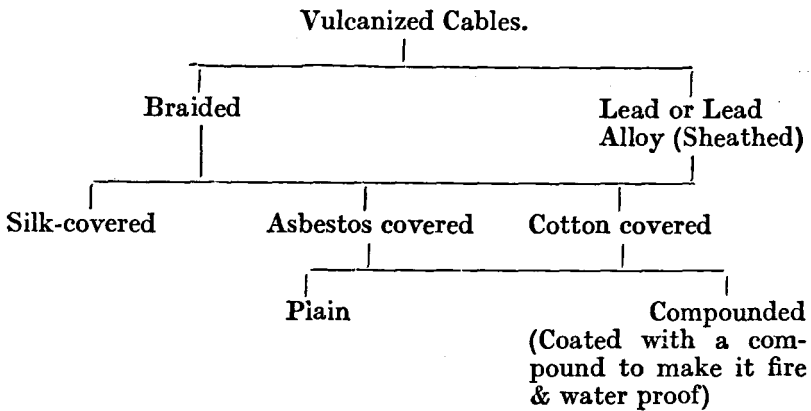 Vulcanized Cables.
Braided
Lead or Lead
Alloy (Sheathed)
Silk-covered
Asbestos covered
Cotton covered
Plain
Compounded
(Coated with a com-
pound to make it fire
& water proof)